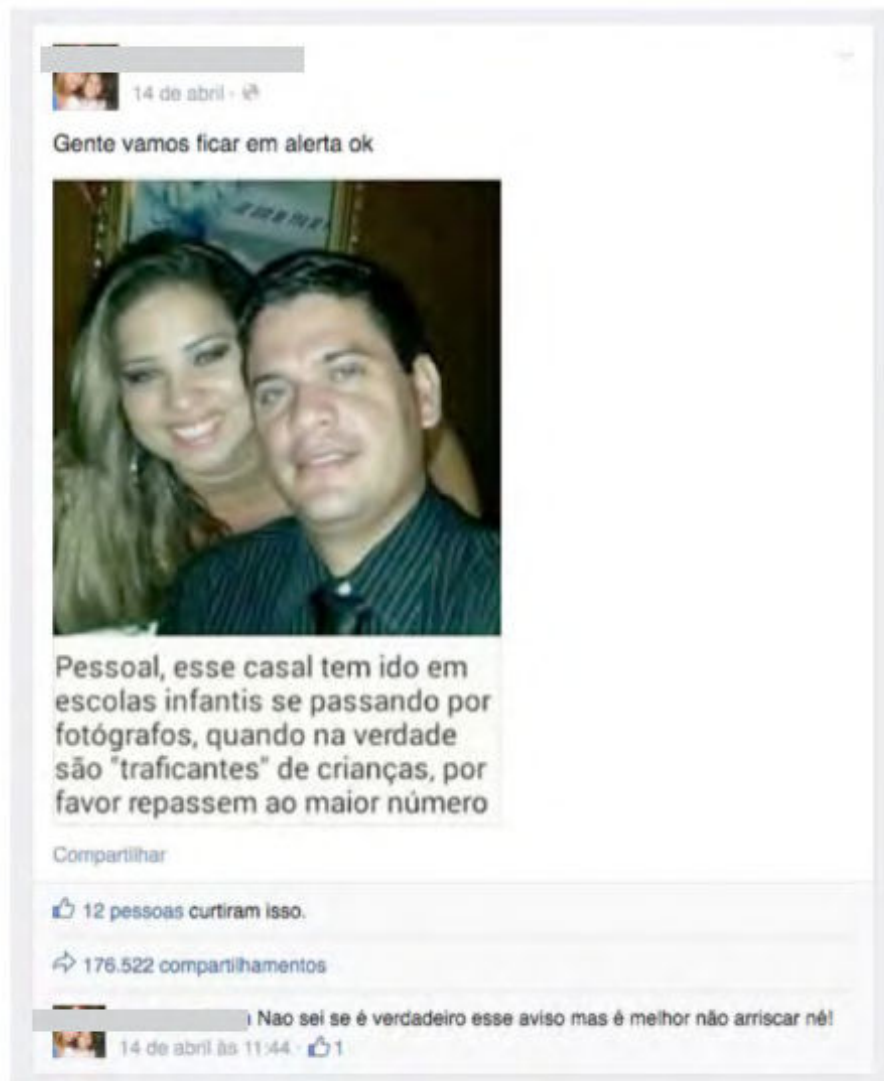 14 de abril ·
Gente vamos ficar em alerta ok
Pessoal, esse casal tem ido em
escolas infantis se passando por
fotógrafos, quando na verdade
são "traficantes" de crianças, por
favor repassem ao maior número
Compartilhar
12 pessoas curtiram isso.
176.522 compartilhamentos
Nao sei se é verdadeiro esse aviso mas é melhor não arriscar né!
14 de abril às 11:44 · 1